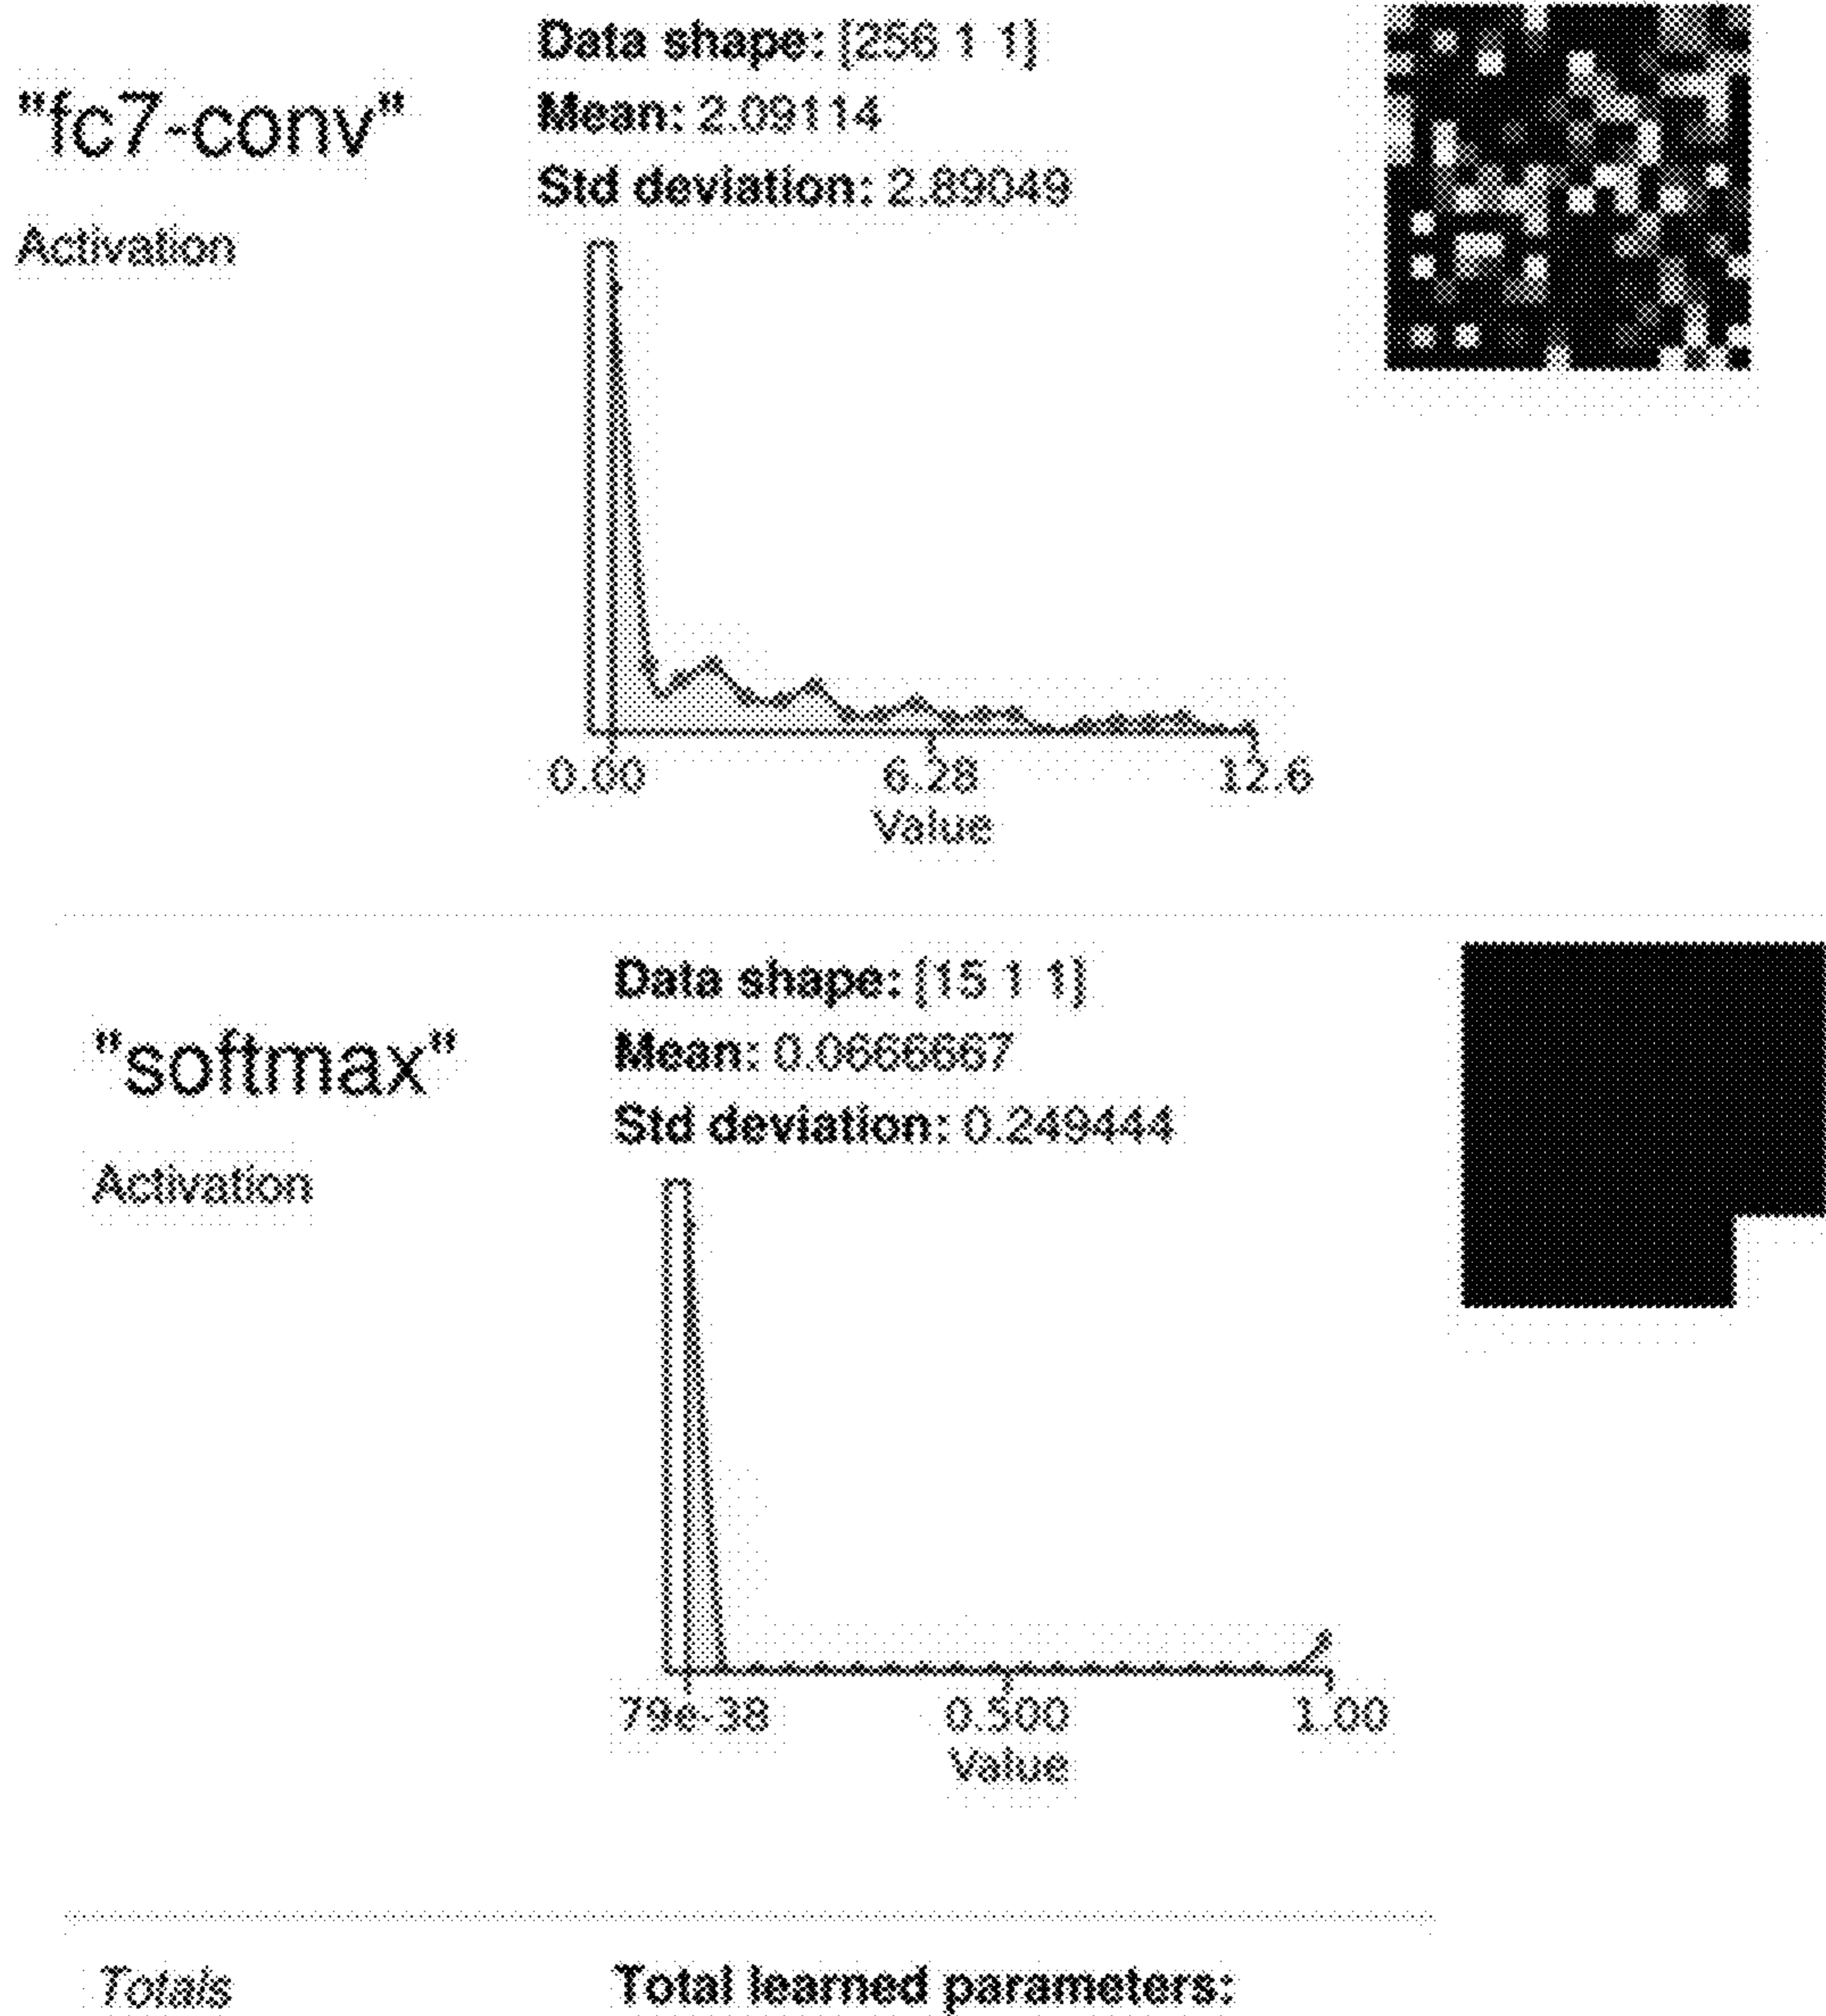 "fc7-conv"
Activation
Data shape: [256 1 1]
Mean: 2.09114
Std deviation: 2.89049
0.00 6.28 12.6
Value
"softmax"
Activation
Data shape: [15 1 1]
Mean: 0.0666667
Std deviation: 0.249444
79e-38 0.500 1.00
Value
Totals
Total learned parameters: